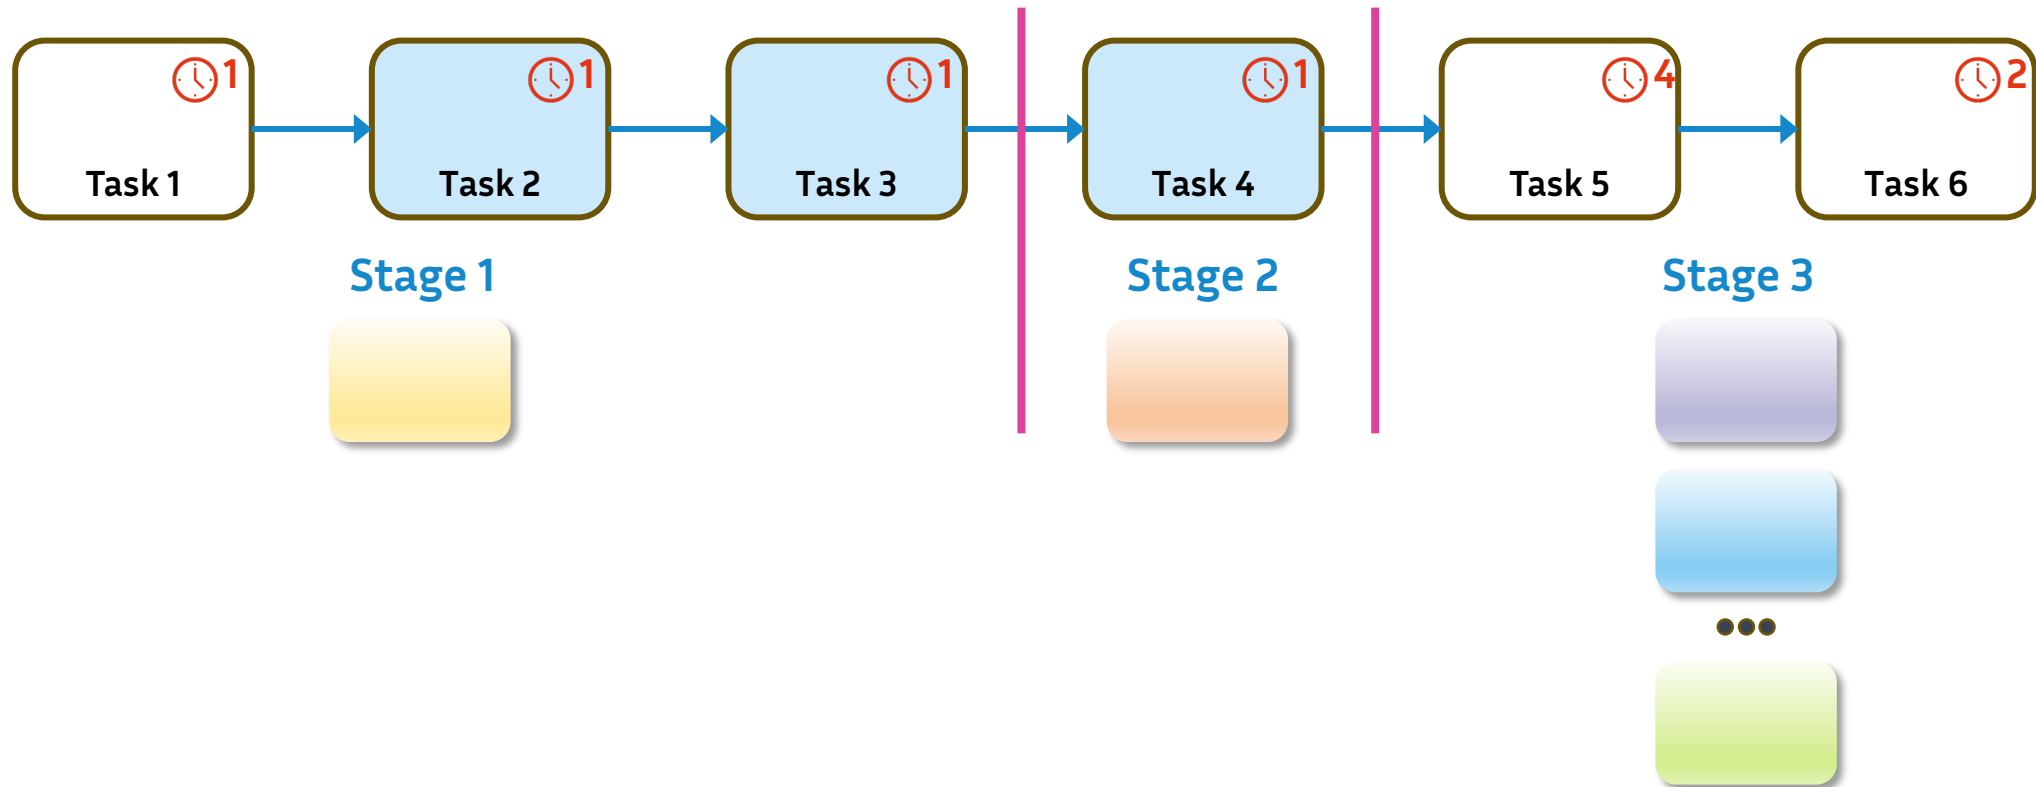 1
1
1
1
4
2
Task 1
Task 2
Task 3
Task 4
Task 5
Task 6
Stage 1
Stage 2
Stage 3